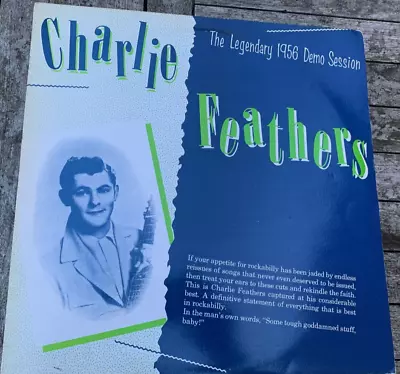 Charlie
The Legendary 1956 Demo Session
Feathers
If your appetite for rockabilly has been jaded by endless
reissues of songs that never even deserved to be issued,
then treat your ears to these cuts and rekindle the faith.
This is Charlie Feathers captured at his considerable
best. A definitive statement of everything that is best
in rockabilly.
In the man's own words, "Some tough goddamned stuff,
baby!"